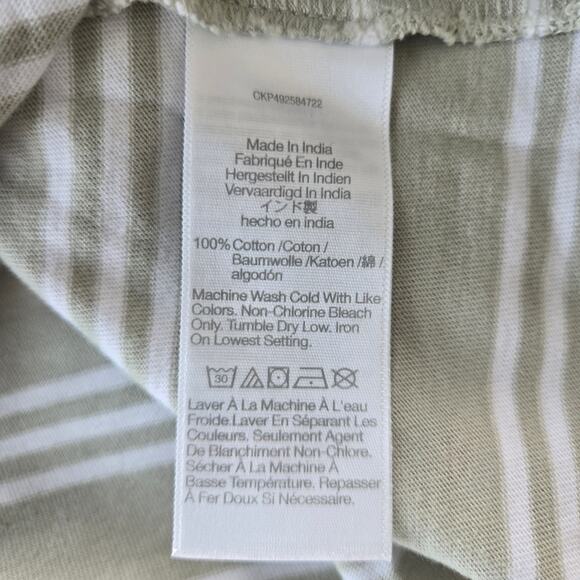 CKP492584722
Made In India
Fabriqué En Inde
Hergestellt In Indien
Vervaardigd In India
インド製
hecho en india
100% Cotton /Coton /
Baumwolle /Katoen /綿 /
algodón
Machine Wash Cold With Like
Colors. Non-Chlorine Bleach
Only. Tumble Dry Low. Iron
On Lowest Setting.
30
Laver À La Machine À L'eau
Froide.Laver En Séparant Les
Couleurs. Seulement Agent
De Blanchiment Non-Chlore.
Sécher À La Machine À
Basse Température. Repasser
À Fer Doux Si Nécessaire.